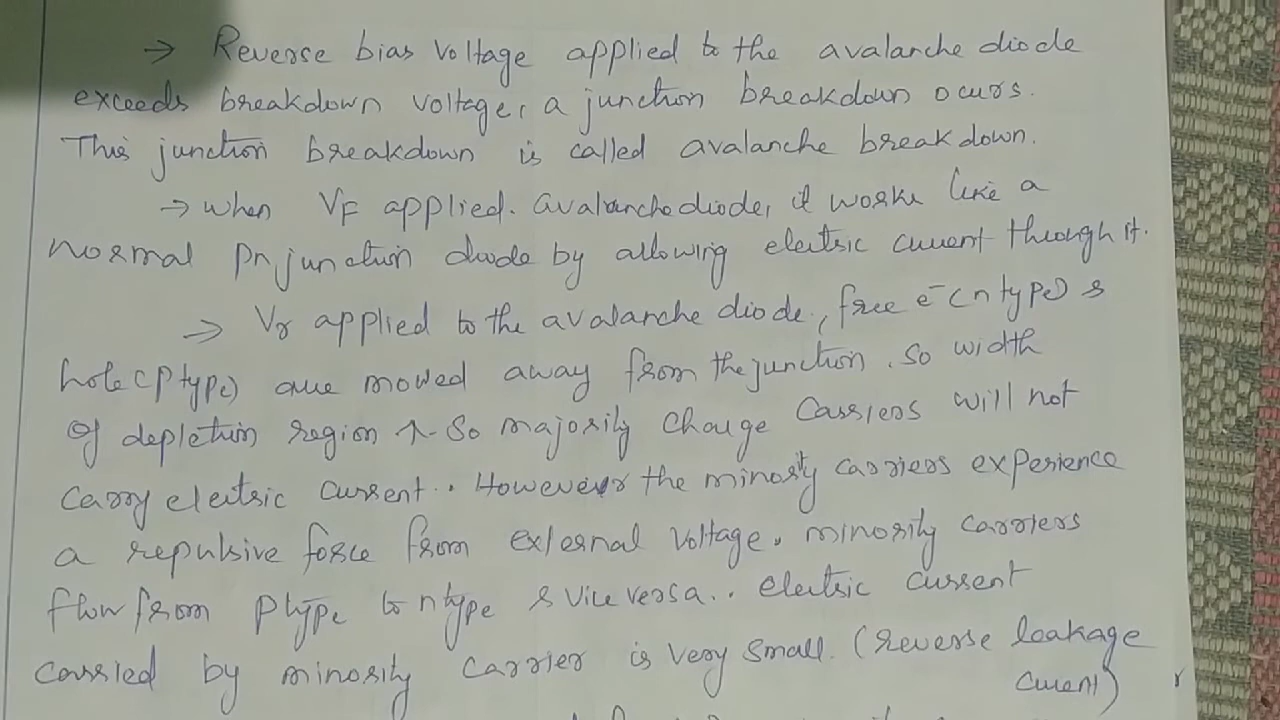 → Reverse bias voltage applied to the avalanche diode
exceeds breakdown voltage, a junction breakdown ocurs.
This junction breakdown is called avalanche breakdown.
→ when VF applied. avalanche diode, it works like a
normal pn junction diode by allowing electric current through it.
→ Vr applied to the avalanche diode, free e⁻ (n type) &
hole (p type) are moved away from the junction. So width
of depletion region ↑. So majority charge carriers will not
carry electric current.. However the minority carriers experience
a repulsive force from external voltage. minority carriers
flow from p type to n type & vice versa.. electric current
carried by minority carrier is very small. (reverse leakage
current)